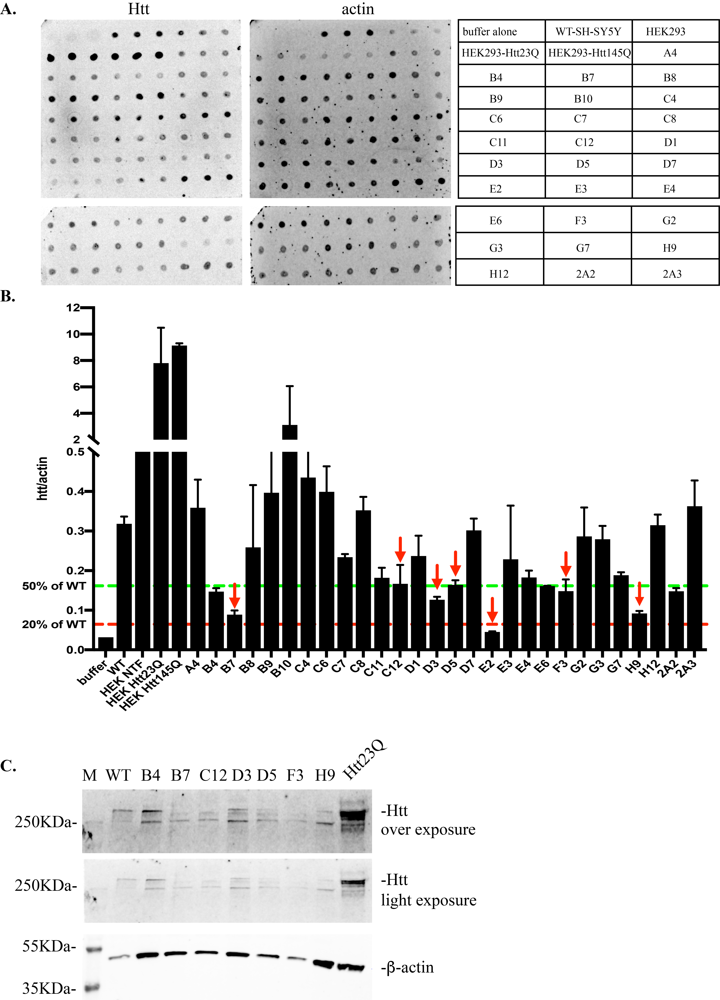 A.
Htt actin
buffer alone WT-SH-SY5Y HEK293
HEK293-Htt23Q HEK293-Htt145Q A4
B4 B7 B8
B9 B10 C4
C6 C7 C8
C11 C12 D1
D3 D5 D7
E2 E3 E4
E6 F3 G2
G3 G7 H9
H12 2A2 2A3
B.
12
10
8
6
4
2
0.5
0.4
0.3
0.2
50% of WT
0.1
20% of WT
0.0
htt/actin
buffer WT HEK NTF HEK Htt23Q HEK Htt145Q A4 B4 B7 B8 B9 B10 C4 C6 C7 C8 C11 C12 D1 D3 D5 D7 E2 E3 E4 E6 F3 G2 G3 G7 H9 H12 2A2 2A3
C.
M WT B4 B7 C12 D3 D5 F3 H9 Htt23Q
250KDa- -Htt
over exposure
250KDa- -Htt
light exposure
55KDa-
-β-actin
35KDa-